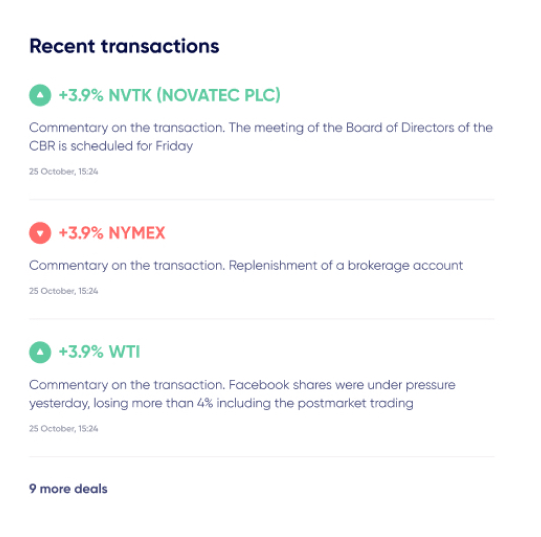 Recent transactions
+3.9% NVTK (NOVATEC PLC)
Commentary on the transaction. The meeting of the Board of Directors of the
CBR is scheduled for Friday
25 October, 15:24
+3.9% NYMEX
Commentary on the transaction. Replenishment of a brokerage account
25 October, 15:24
+3.9% WTI
Commentary on the transaction. Facebook shares were under pressure
yesterday, losing more than 4% including the postmarket trading
25 October, 15:24
9 more deals